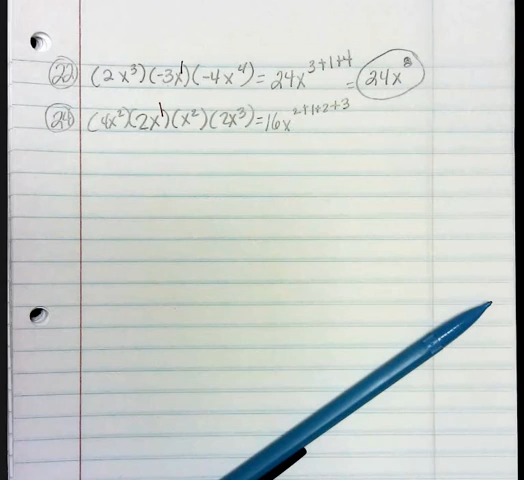 22 (2x³)(-3x¹)(-4x⁴) = 24x³⁺¹⁺⁴ = 24x⁸
24 (4x²)(2x¹)(x²)(2x³) = 16x²⁺¹⁺²⁺³